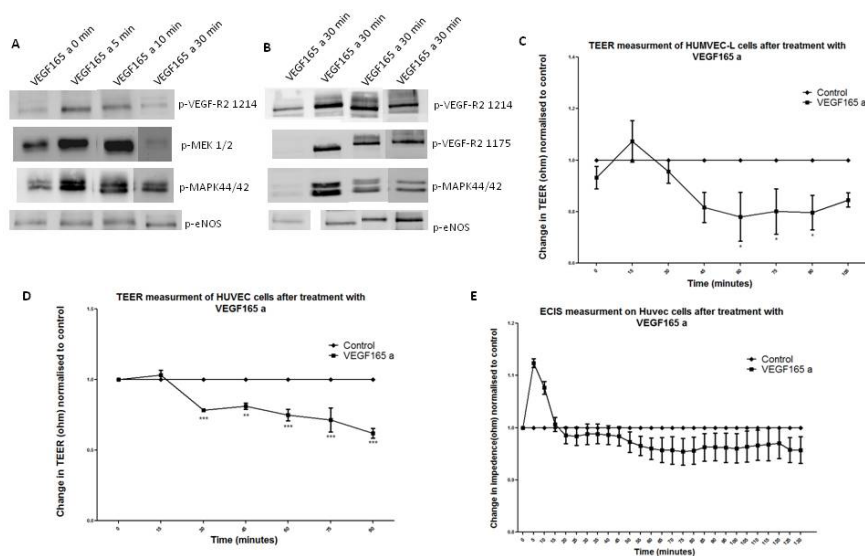 A
VEGF165 a 0 min
VEGF165 a 5 min
VEGF165 a 10 min
VEGF165 a 30 min
p-VEGF-R2 1214
p-MEK 1/2
p-MAPK44/42
p-eNOS
B
VEGF165 a 30 min
VEGF165 a 30 min
VEGF165 a 30 min
VEGF165 a 30 min
p-VEGF-R2 1214
p-VEGF-R2 1175
p-MAPK44/42
p-eNOS
C
TEER measurment of HUMVEC-L cells after treatment with
VEGF165 a
Control
VEGF165 a
Change in TEER (ohm) normalised to control
Time (minutes)
D
TEER measurment of HUVEC cells after treatment with
VEGF165 a
Control
VEGF165 a
Change in TEER (ohm) normalised to control
***
**
***
***
***
Time (minutes)
E
ECIS measurment on Huvec cells after treatment with
VEGF165 a
Control
VEGF165 a
Change in Impedence(ohm) normalised to control
Time (minutes)